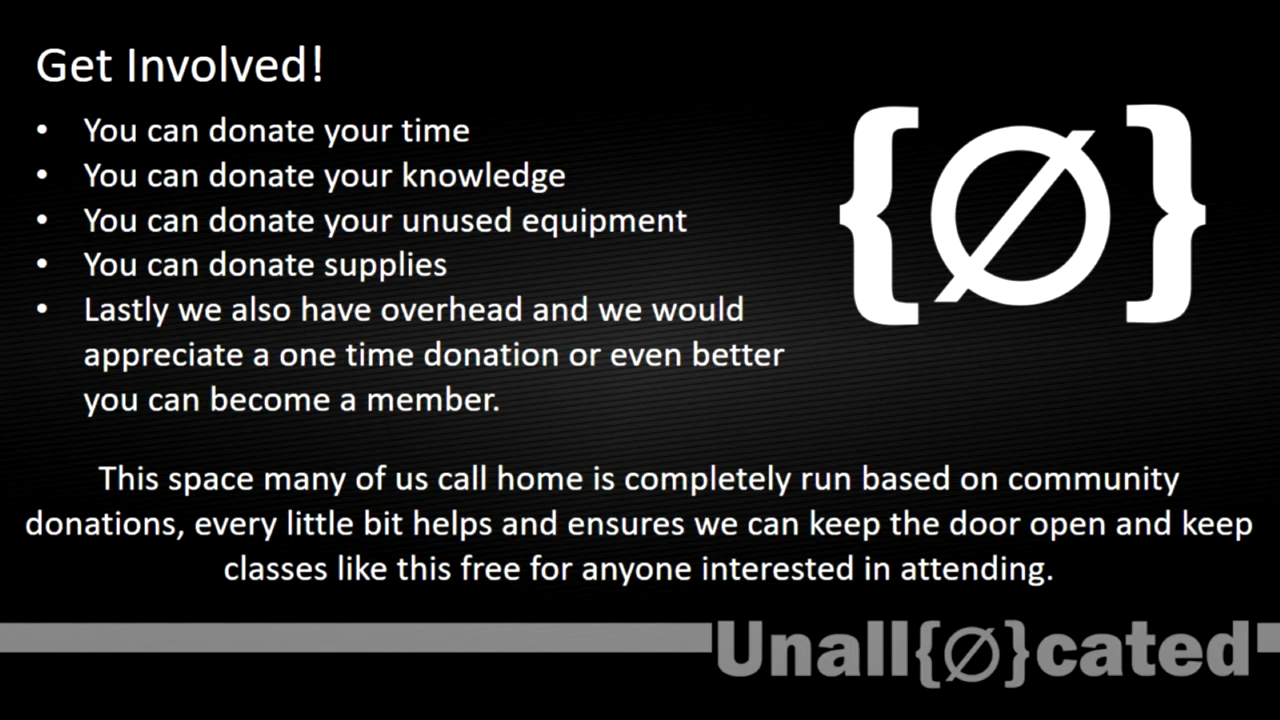 Get Involved!
• You can donate your time
• You can donate your knowledge
• You can donate your unused equipment
• You can donate supplies
• Lastly we also have overhead and we would
appreciate a one time donation or even better
you can become a member.
{Ø}
This space many of us call home is completely run based on community
donations, every little bit helps and ensures we can keep the door open and keep
classes like this free for anyone interested in attending.
Unall{Ø}cated